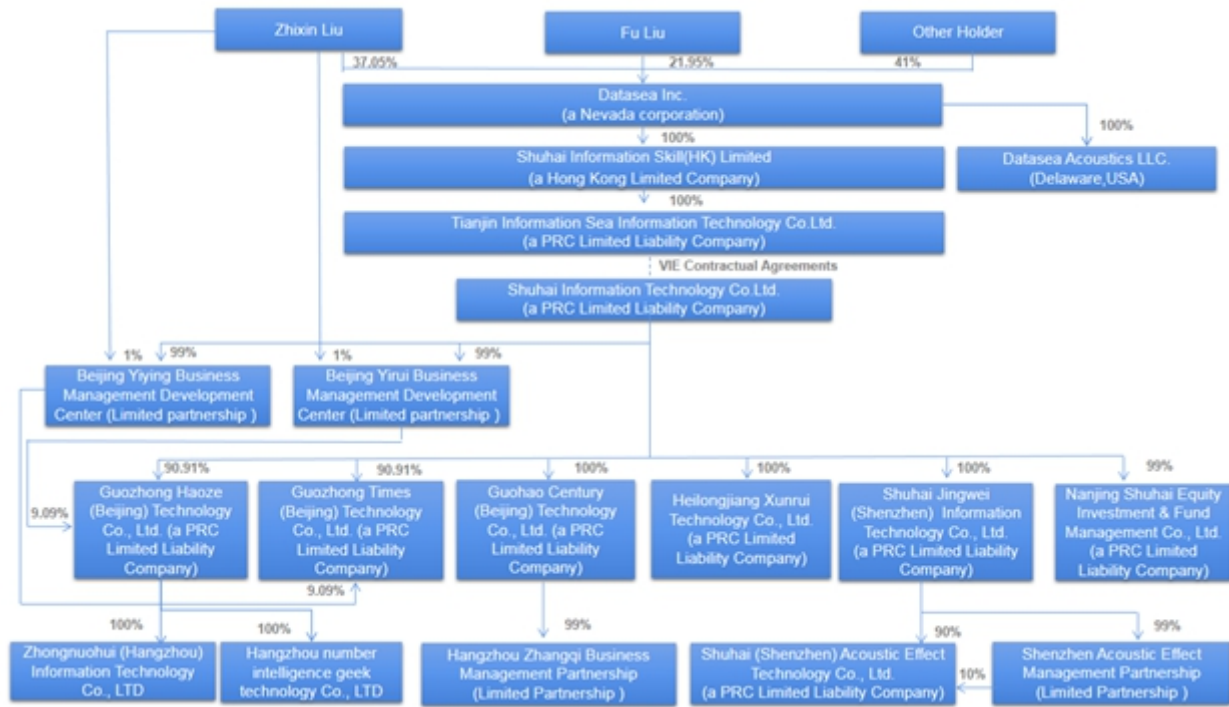 Zhixin Liu
Fu Liu
Other Holder
37.05%
21.95%
41%
Datasea Inc.
(a Nevada corporation)
100%
100%
Shuhai Information Skill(HK) Limited
(a Hong Kong Limited Company)
Datasea Acoustics LLC.
(Delaware,USA)
100%
Tianjin Information Sea Information Technology Co.Ltd.
(a PRC Limited Liability Company)
VIE Contractual Agreements
Shuhai Information Technology Co.Ltd.
(a PRC Limited Liability Company)
1%
99%
1%
99%
Beijing Yiying Business
Management Development
Center (Limited partnership )
Beijing Yirui Business
Management Development
Center (Limited partnership )
90.91%
90.91%
100%
100%
100%
99%
9.09%
Guozhong Haoze
(Beijing) Technology
Co., Ltd. (a PRC
Limited Liability
Company)
Guozhong Times
(Beijing) Technology
Co., Ltd. (a PRC
Limited Liability
Company)
Guohao Century
(Beijing) Technology
Co., Ltd. (a PRC
Limited Liability
Company)
Heilongjiang Xunrui
Technology Co., Ltd.
(a PRC Limited
Liability Company)
Shuhai Jingwei
(Shenzhen) Information
Technology Co., Ltd.
(a PRC Limited Liability
Company)
Nanjing Shuhai Equity
Investment & Fund
Management Co., Ltd.
(a PRC Limited
Liability Company)
9.09%
100%
100%
99%
90%
99%
Zhongnuohui (Hangzhou)
Information Technology
Co., LTD
Hangzhou number
intelligence geek
technology Co., LTD
Hangzhou Zhangqi Business
Management Partnership
(Limited Partnership )
Shuhai (Shenzhen) Acoustic Effect
Technology Co., Ltd.
(a PRC Limited Liability Company)
10%
Shenzhen Acoustic Effect
Management Partnership
(Limited Partnership )